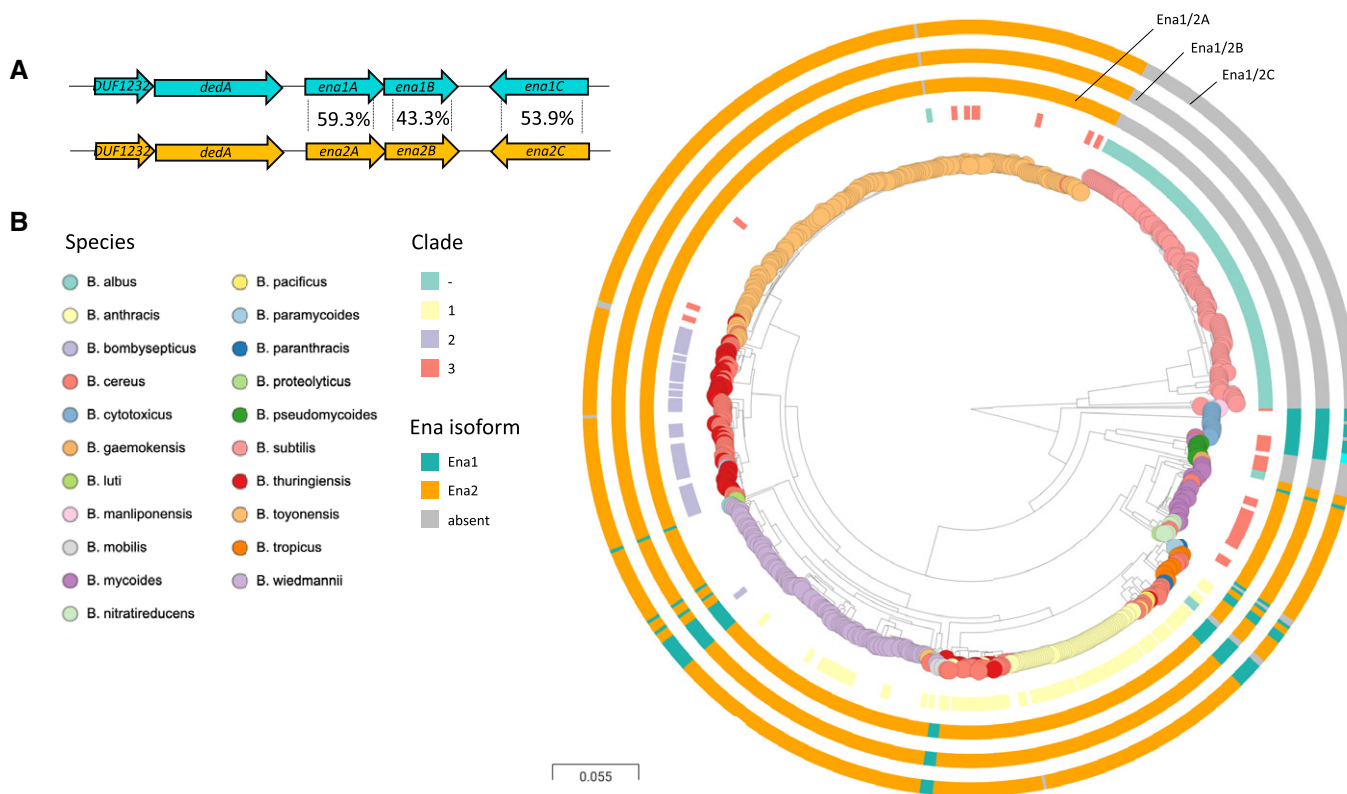 A
DUF1232 dedA ena1A ena1B ena1C
59.3% 43.3% 53.9%
DUF1232 dedA ena2A ena2B ena2C
B
Species
B. albus
B. anthracis
B. bombysepticus
B. cereus
B. cytotoxicus
B. gaemokensis
B. luti
B. manliponensis
B. mobilis
B. mycoides
B. nitratireducens
B. pacificus
B. paramycoides
B. paranthracis
B. proteolyticus
B. pseudomycoides
B. subtilis
B. thuringiensis
B. toyonensis
B. tropicus
B. wiedmannii
Clade
-
1
2
3
Ena isoform
Ena1
Ena2
absent
Ena1/2A
Ena1/2B
Ena1/2C
0.055